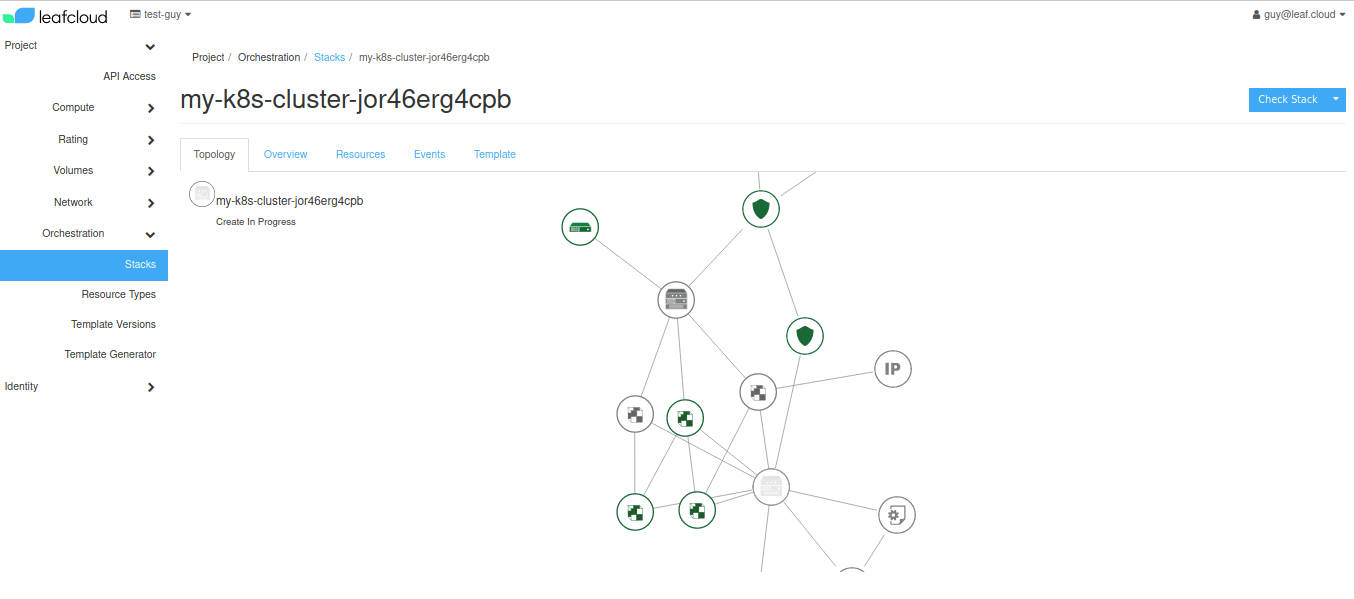 leafcloud
test-guy
guy@leaf.cloud
Project
API Access
Compute
Rating
Volumes
Network
Orchestration
Stacks
Resource Types
Template Versions
Template Generator
Identity
Project / Orchestration / Stacks / my-k8s-cluster-jor46erg4cpb
my-k8s-cluster-jor46erg4cpb
Check Stack
Topology Overview Resources Events Template
my-k8s-cluster-jor46erg4cpb
Create In Progress
IP